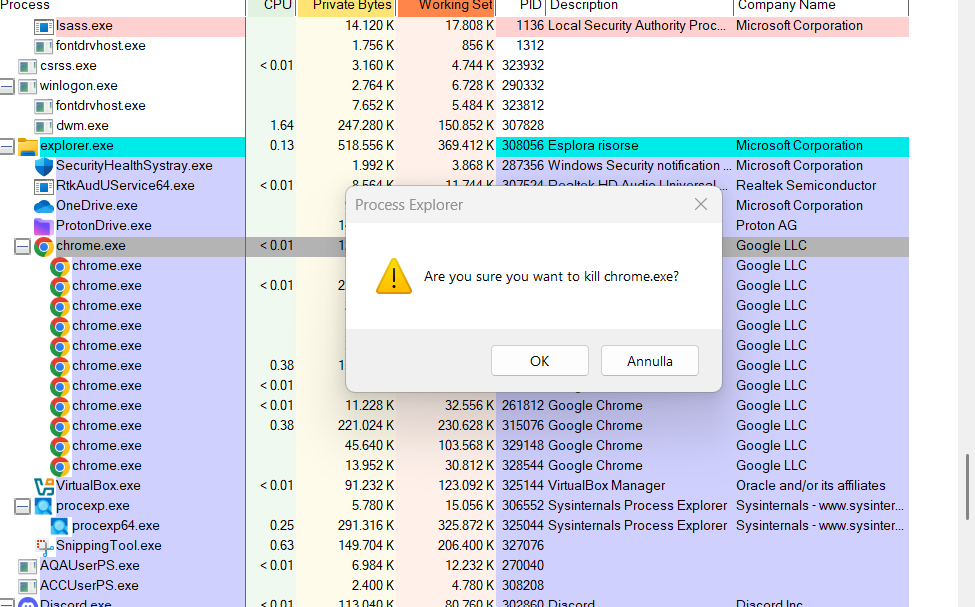 Process CPU Private Bytes Working Set PID Description Company Name
lsass.exe 14.120 K 17.808 K 1136 Local Security Authority Proc... Microsoft Corporation
fontdrvhost.exe 1.756 K 856 K 1312
csrss.exe < 0.01 3.160 K 4.744 K 323932
winlogon.exe 2.764 K 6.728 K 290332
fontdrvhost.exe 7.652 K 5.484 K 323812
dwm.exe 1.64 247.280 K 150.852 K 307828
explorer.exe 0.13 518.556 K 369.412 K 308056 Esplora risorse Microsoft Corporation
SecurityHealthSystray.exe 1.992 K 3.868 K 287356 Windows Security notification ... Microsoft Corporation
RtkAudUService64.exe < 0.01 8.564 K 11.744 K 307524 Realtek HD Audio Universal ... Realtek Semiconductor
OneDrive.exe Microsoft Corporation
ProtonDrive.exe Proton AG
chrome.exe < 0.01 Google LLC
chrome.exe Google LLC
chrome.exe < 0.01 Google LLC
chrome.exe Google LLC
chrome.exe Google LLC
chrome.exe Google LLC
chrome.exe 0.38 Google LLC
chrome.exe < 0.01 Google LLC
Process Explorer
Are you sure you want to kill chrome.exe?
OK Annulla
chrome.exe < 0.01 11.228 K 32.556 K 261812 Google Chrome Google LLC
chrome.exe 0.38 221.024 K 230.628 K 315076 Google Chrome Google LLC
chrome.exe 45.640 K 103.568 K 329148 Google Chrome Google LLC
chrome.exe 13.952 K 30.812 K 328544 Google Chrome Google LLC
VirtualBox.exe < 0.01 91.232 K 123.092 K 325144 VirtualBox Manager Oracle and/or its affiliates
procexp.exe 5.780 K 15.056 K 306552 Sysinternals Process Explorer Sysinternals - www.sysinter...
procexp64.exe 0.25 291.316 K 325.872 K 325044 Sysinternals Process Explorer Sysinternals - www.sysinter...
SnippingTool.exe 0.63 149.704 K 206.400 K 327076
AQAUserPS.exe < 0.01 6.984 K 12.232 K 270040
ACCUserPS.exe 2.400 K 4.780 K 308208
Discord.exe < 0.01 113.040 K 80.760 K 302860 Discord Discord Inc.